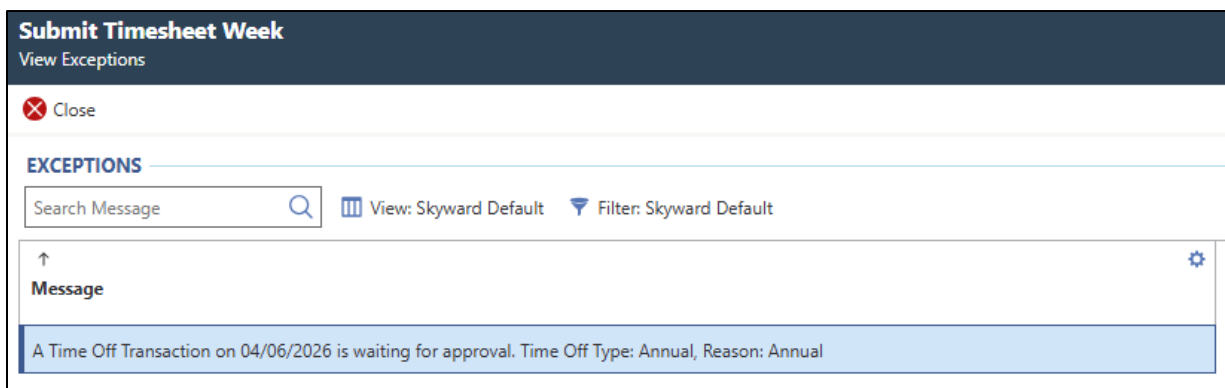 Submit Timesheet Week
View Exceptions
Close
EXCEPTIONS
Search Message
View: Skyward Default
Filter: Skyward Default
↑
Message
A Time Off Transaction on 04/06/2026 is waiting for approval. Time Off Type: Annual, Reason: Annual